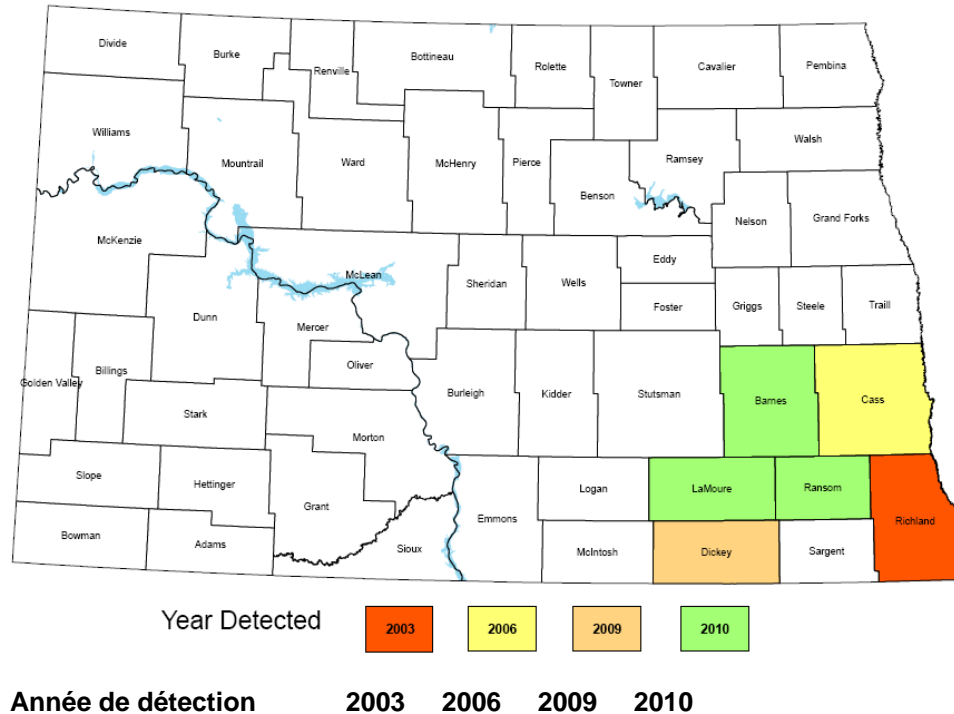 Divide
Burke
Renville
Bottineau
Rolette
Towner
Cavalier
Pembina
Williams
Mountrail
Ward
McHenry
Pierce
Benson
Ramsey
Walsh
Nelson
Grand Forks
McKenzie
McLean
Sheridan
Wells
Eddy
Foster
Griggs
Steele
Traill
Dunn
Mercer
Oliver
Golden Valley
Billings
Stark
Morton
Burleigh
Kidder
Stutsman
Barnes
Cass
Slope
Hettinger
Grant
Emmons
Logan
LaMoure
Ransom
Richland
Bowman
Adams
Sioux
McIntosh
Dickey
Sargent
Year Detected 2003 2006 2009 2010
Année de détection 2003 2006 2009 2010